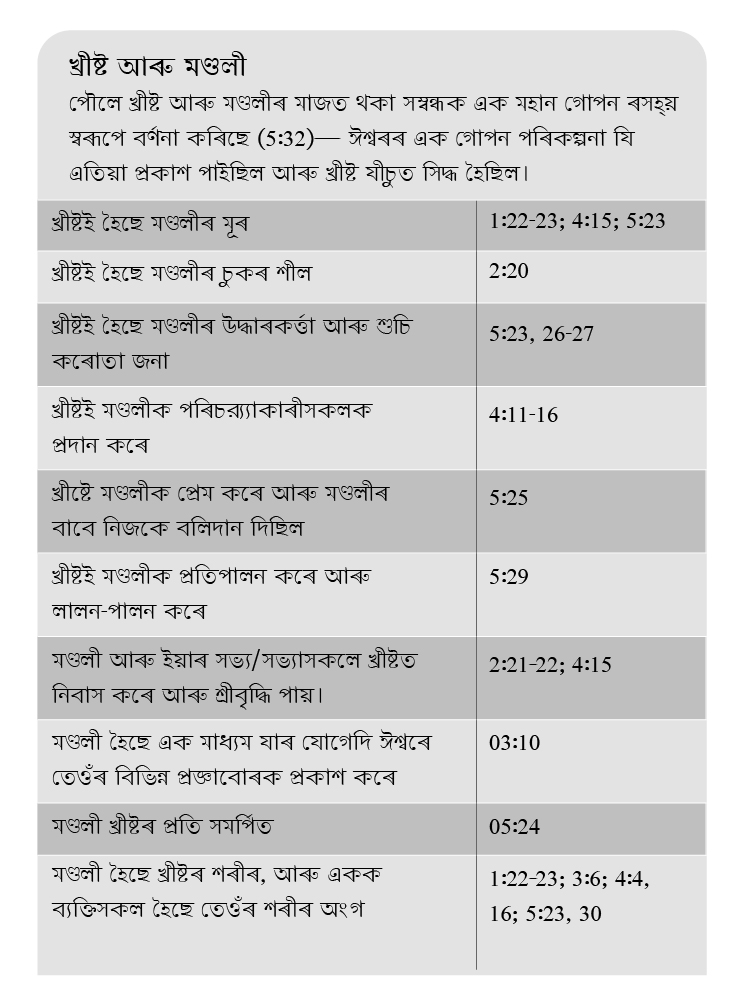 খ্ৰীষ্ট আৰু মণ্ডলী
পৌলে খ্ৰীষ্ট আৰু মণ্ডলীৰ মাজত থকা সম্বন্ধক এক মহান গোপন ৰসহ্য
স্বৰূপে বৰ্ণনা কৰিছে (5:32)— ঈশ্বৰৰ এক গোপন পৰিকল্পনা যি
এতিয়া প্ৰকাশ পাইছিল আৰু খ্ৰীষ্ট যীচুত সিদ্ধ হৈছিল।
খ্ৰীষ্টই হৈছে মণ্ডলীৰ মূৰ 1:22-23; 4:15; 5:23
খ্ৰীষ্টই হৈছে মণ্ডলীৰ চুকৰ শীল 2:20
খ্ৰীষ্টই হৈছে মণ্ডলীৰ উদ্ধাৰকৰ্ত্তা আৰু শুচি
কৰোতা জনা 5:23, 26-27
খ্ৰীষ্টই মণ্ডলীক পৰিচৰ্য্যাকাৰীসকলক
প্ৰদান কৰে 4:11-16
খ্ৰীষ্টে মণ্ডলীক প্ৰেম কৰে আৰু মণ্ডলীৰ
বাবে নিজকে বলিদান দিছিল 5:25
খ্ৰীষ্টই মণ্ডলীক প্ৰতিপালন কৰে আৰু
লালন-পালন কৰে 5:29
মণ্ডলী আৰু ইয়াৰ সভ্য/সভ্যাসকলে খ্ৰীষ্টত
নিবাস কৰে আৰু শ্ৰীবৃদ্ধি পায়। 2:21-22; 4:15
মণ্ডলী হৈছে এক মাধ্যম যাৰ যোগেদি ঈশ্বৰে
তেওঁৰ বিভিন্ন প্ৰজ্ঞাবোৰক প্ৰকাশ কৰে 03:10
মণ্ডলী খ্ৰীষ্টৰ প্ৰতি সমৰ্পিত 05:24
মণ্ডলী হৈছে খ্ৰীষ্টৰ শৰীৰ, আৰু একক
ব্যক্তিসকল হৈছে তেওঁৰ শৰীৰ অংগ
1:22-23; 3:6; 4:4,
16; 5:23, 30